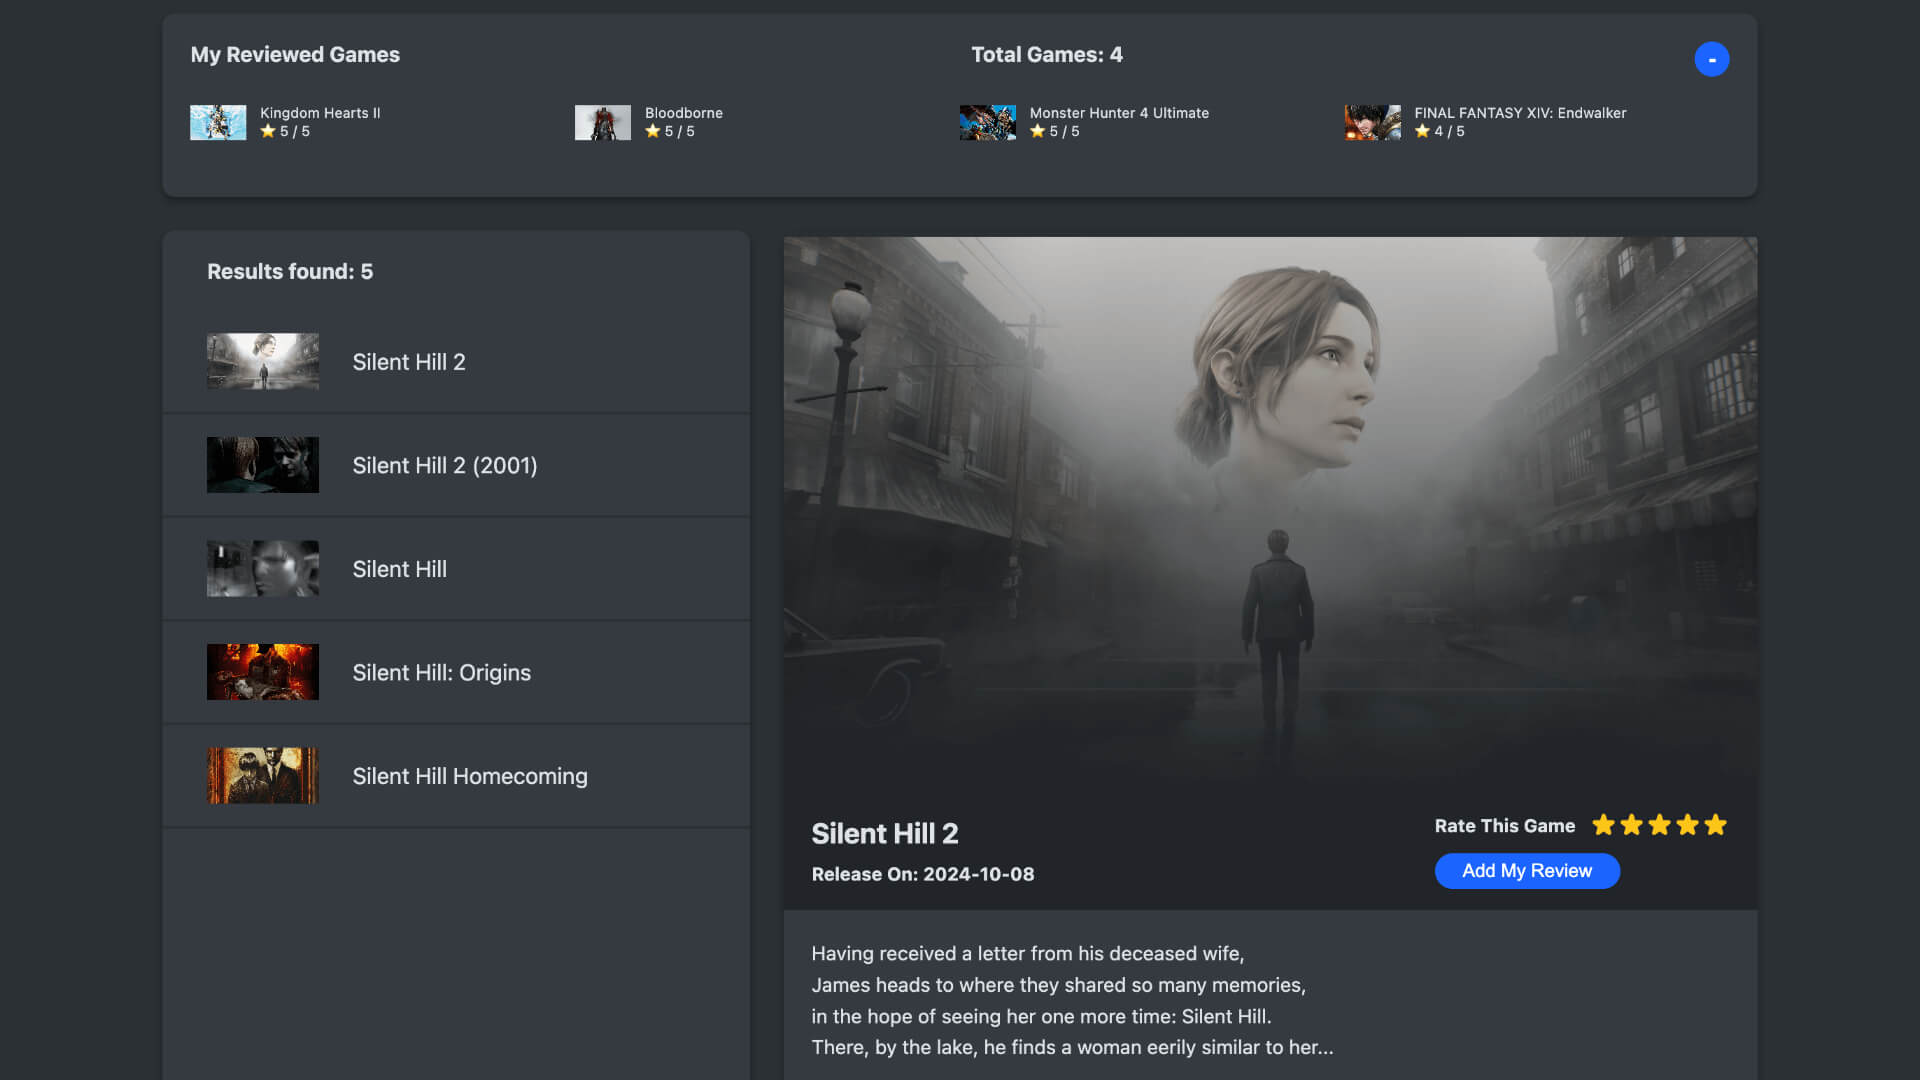 My Reviewed Games
Total Games: 4
-
Kingdom Hearts II
⭐ 5 / 5
Bloodborne
⭐ 5 / 5
Monster Hunter 4 Ultimate
⭐ 5 / 5
FINAL FANTASY XIV: Endwalker
⭐ 4 / 5
Results found: 5
Silent Hill 2
Silent Hill 2 (2001)
Silent Hill
Silent Hill: Origins
Silent Hill Homecoming
Silent Hill 2
Release On: 2024-10-08
Rate This Game
Add My Review
Having received a letter from his deceased wife,
James heads to where they shared so many memories,
in the hope of seeing her one more time: Silent Hill.
There, by the lake, he finds a woman eerily similar to her...